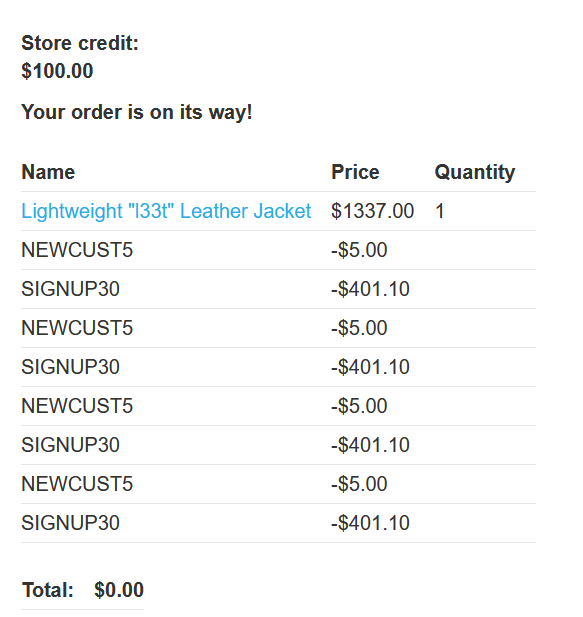 Store credit:
$100.00
Your order is on its way!
Name Price Quantity
Lightweight "l33t" Leather Jacket $1337.00 1
NEWCUST5 -$5.00
SIGNUP30 -$401.10
NEWCUST5 -$5.00
SIGNUP30 -$401.10
NEWCUST5 -$5.00
SIGNUP30 -$401.10
NEWCUST5 -$5.00
SIGNUP30 -$401.10
Total: $0.00